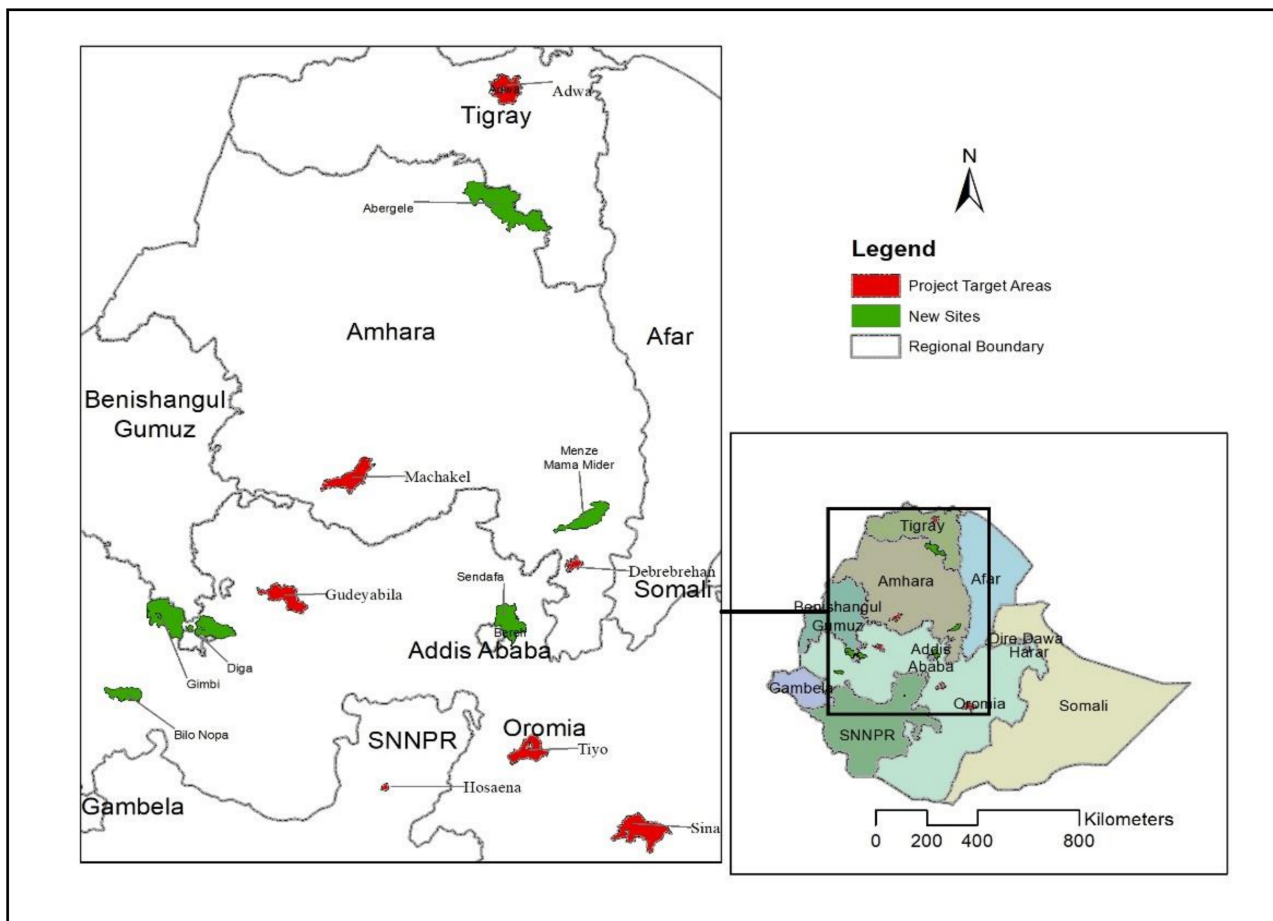 Adwa
Adwa
Tigray
Abergele
Amhara
Afar
Benishangul
Gumuz
Machakel
Menze
Mama Mider
Debrebrehan
Somali
Sendafa
Bereh
Gudeyabila
Addis Ababa
Diga
Gimbi
Bilo Nopa
SNNPR
Oromia
Tiyo
Hosaena
Gambela
Sina
N
Legend
Project Target Areas
New Sites
Regional Boundary
Tigray
Amhara
Afar
Benishangul
Gumuz
Dire Dawa
Harar
Addis
Ababa
Gambela
Oromia
Somali
SNNPR
Kilometers
0 200 400 800